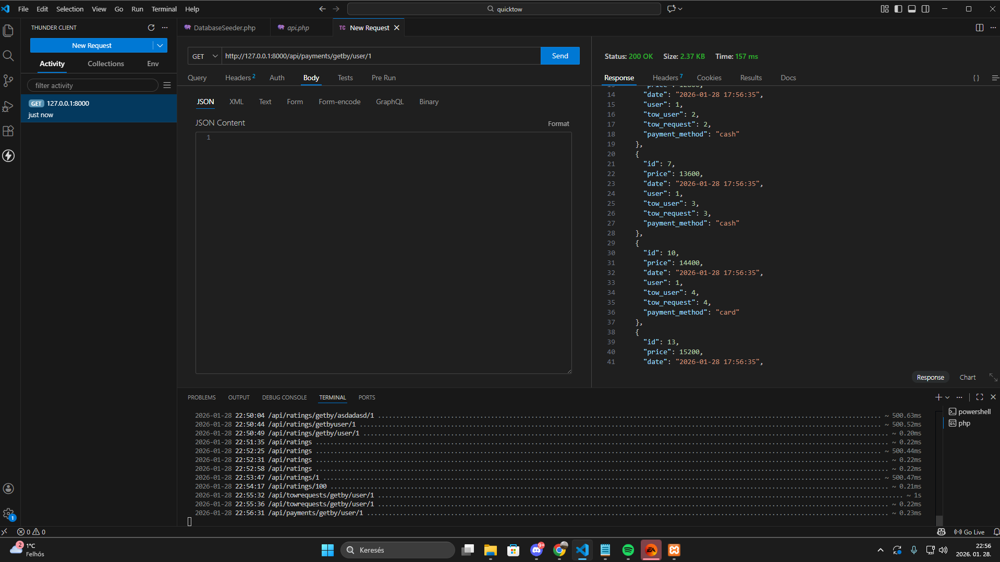 File Edit Selection View Go Run Terminal Help
quicktow
THUNDER CLIENT
New Request
Activity Collections Env
filter activity
GET 127.0.0.1:8000
just now
DatabaseSeeder.php
api.php
TC New Request
GET http://127.0.0.1:8000/api/payments/getby/user/1 Send
Query Headers 2 Auth Body Tests Pre Run
JSON XML Text Form Form-encode GraphQL Binary
JSON Content Format
1
Status: 200 OK Size: 2.37 KB Time: 157 ms
Response Headers 7 Cookies Results Docs {}
14 "date": "2026-01-28 17:56:35",
15 "user": 1,
16 "tow_user": 2,
17 "tow_request": 2,
18 "payment_method": "cash"
19 },
20 {
21 "id": 7,
22 "price": 13600,
23 "date": "2026-01-28 17:56:35",
24 "user": 1,
25 "tow_user": 3,
26 "tow_request": 3,
27 "payment_method": "cash"
28 },
29 {
30 "id": 10,
31 "price": 14400,
32 "date": "2026-01-28 17:56:35",
33 "user": 1,
34 "tow_user": 4,
35 "tow_request": 4,
36 "payment_method": "card"
37 },
38 {
39 "id": 13,
40 "price": 15200,
41 "date": "2026-01-28 17:56:35",
Response Chart
PROBLEMS OUTPUT DEBUG CONSOLE TERMINAL PORTS
2026-01-28 22:50:04 /api/ratings/getby/asdadasd/1 ~ 500.63ms
2026-01-28 22:50:44 /api/ratings/getbyuser/1 ~ 500.52ms
2026-01-28 22:50:49 /api/ratings/getby/user/1 ~ 0.20ms
2026-01-28 22:51:35 /api/ratings ~ 0.22ms
2026-01-28 22:52:25 /api/ratings ~ 500.44ms
2026-01-28 22:52:31 /api/ratings ~ 0.22ms
2026-01-28 22:52:58 /api/ratings ~ 0.22ms
2026-01-28 22:53:47 /api/ratings/1 ~ 500.47ms
2026-01-28 22:54:17 /api/ratings/100 ~ 0.21ms
2026-01-28 22:55:32 /api/towrequests/getby/user/1 ~ 1s
2026-01-28 22:55:36 /api/towrequests/getby/user/1 ~ 0.22ms
2026-01-28 22:56:31 /api/payments/getby/user/1 ~ 0.23ms
powershell
php
1
0 0
Go Live
2
1°C
Felhős
Keresés
9+
EA
22:56
2026. 01. 28.